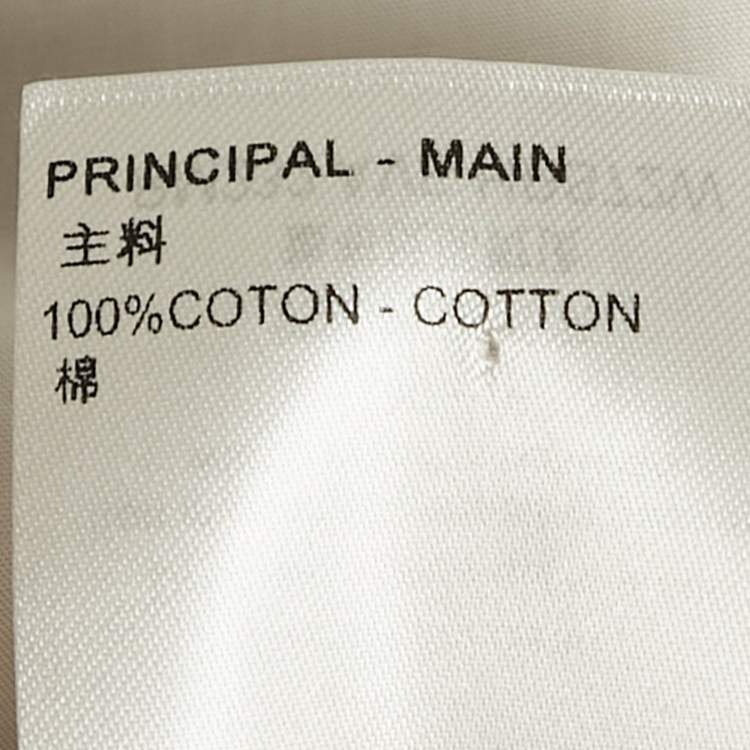 PRINCIPAL - MAIN
主料
100%COTON - COTTON
棉